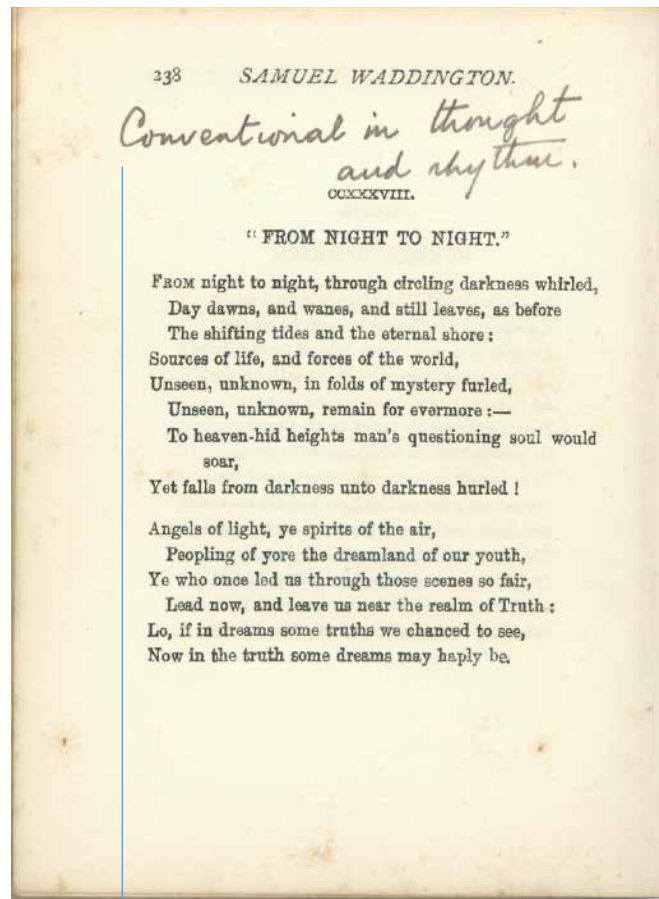 238 SAMUEL WADDINGTON.
Conventional in thought
and rhythm.
CCXXXVIII.
"FROM NIGHT TO NIGHT."
FROM night to night, through circling darkness whirled,
Day dawns, and wanes, and still leaves, as before
The shifting tides and the eternal shore:
Sources of life, and forces of the world,
Unseen, unknown, in folds of mystery furled,
Unseen, unknown, remain for evermore:—
To heaven-hid heights man's questioning soul would
soar,
Yet falls from darkness unto darkness hurled!
Angels of light, ye spirits of the air,
Peopling of yore the dreamland of our youth,
Ye who once led us through those scenes so fair,
Lead now, and leave us near the realm of Truth:
Lo, if in dreams some truths we chanced to see,
Now in the truth some dreams may haply be.